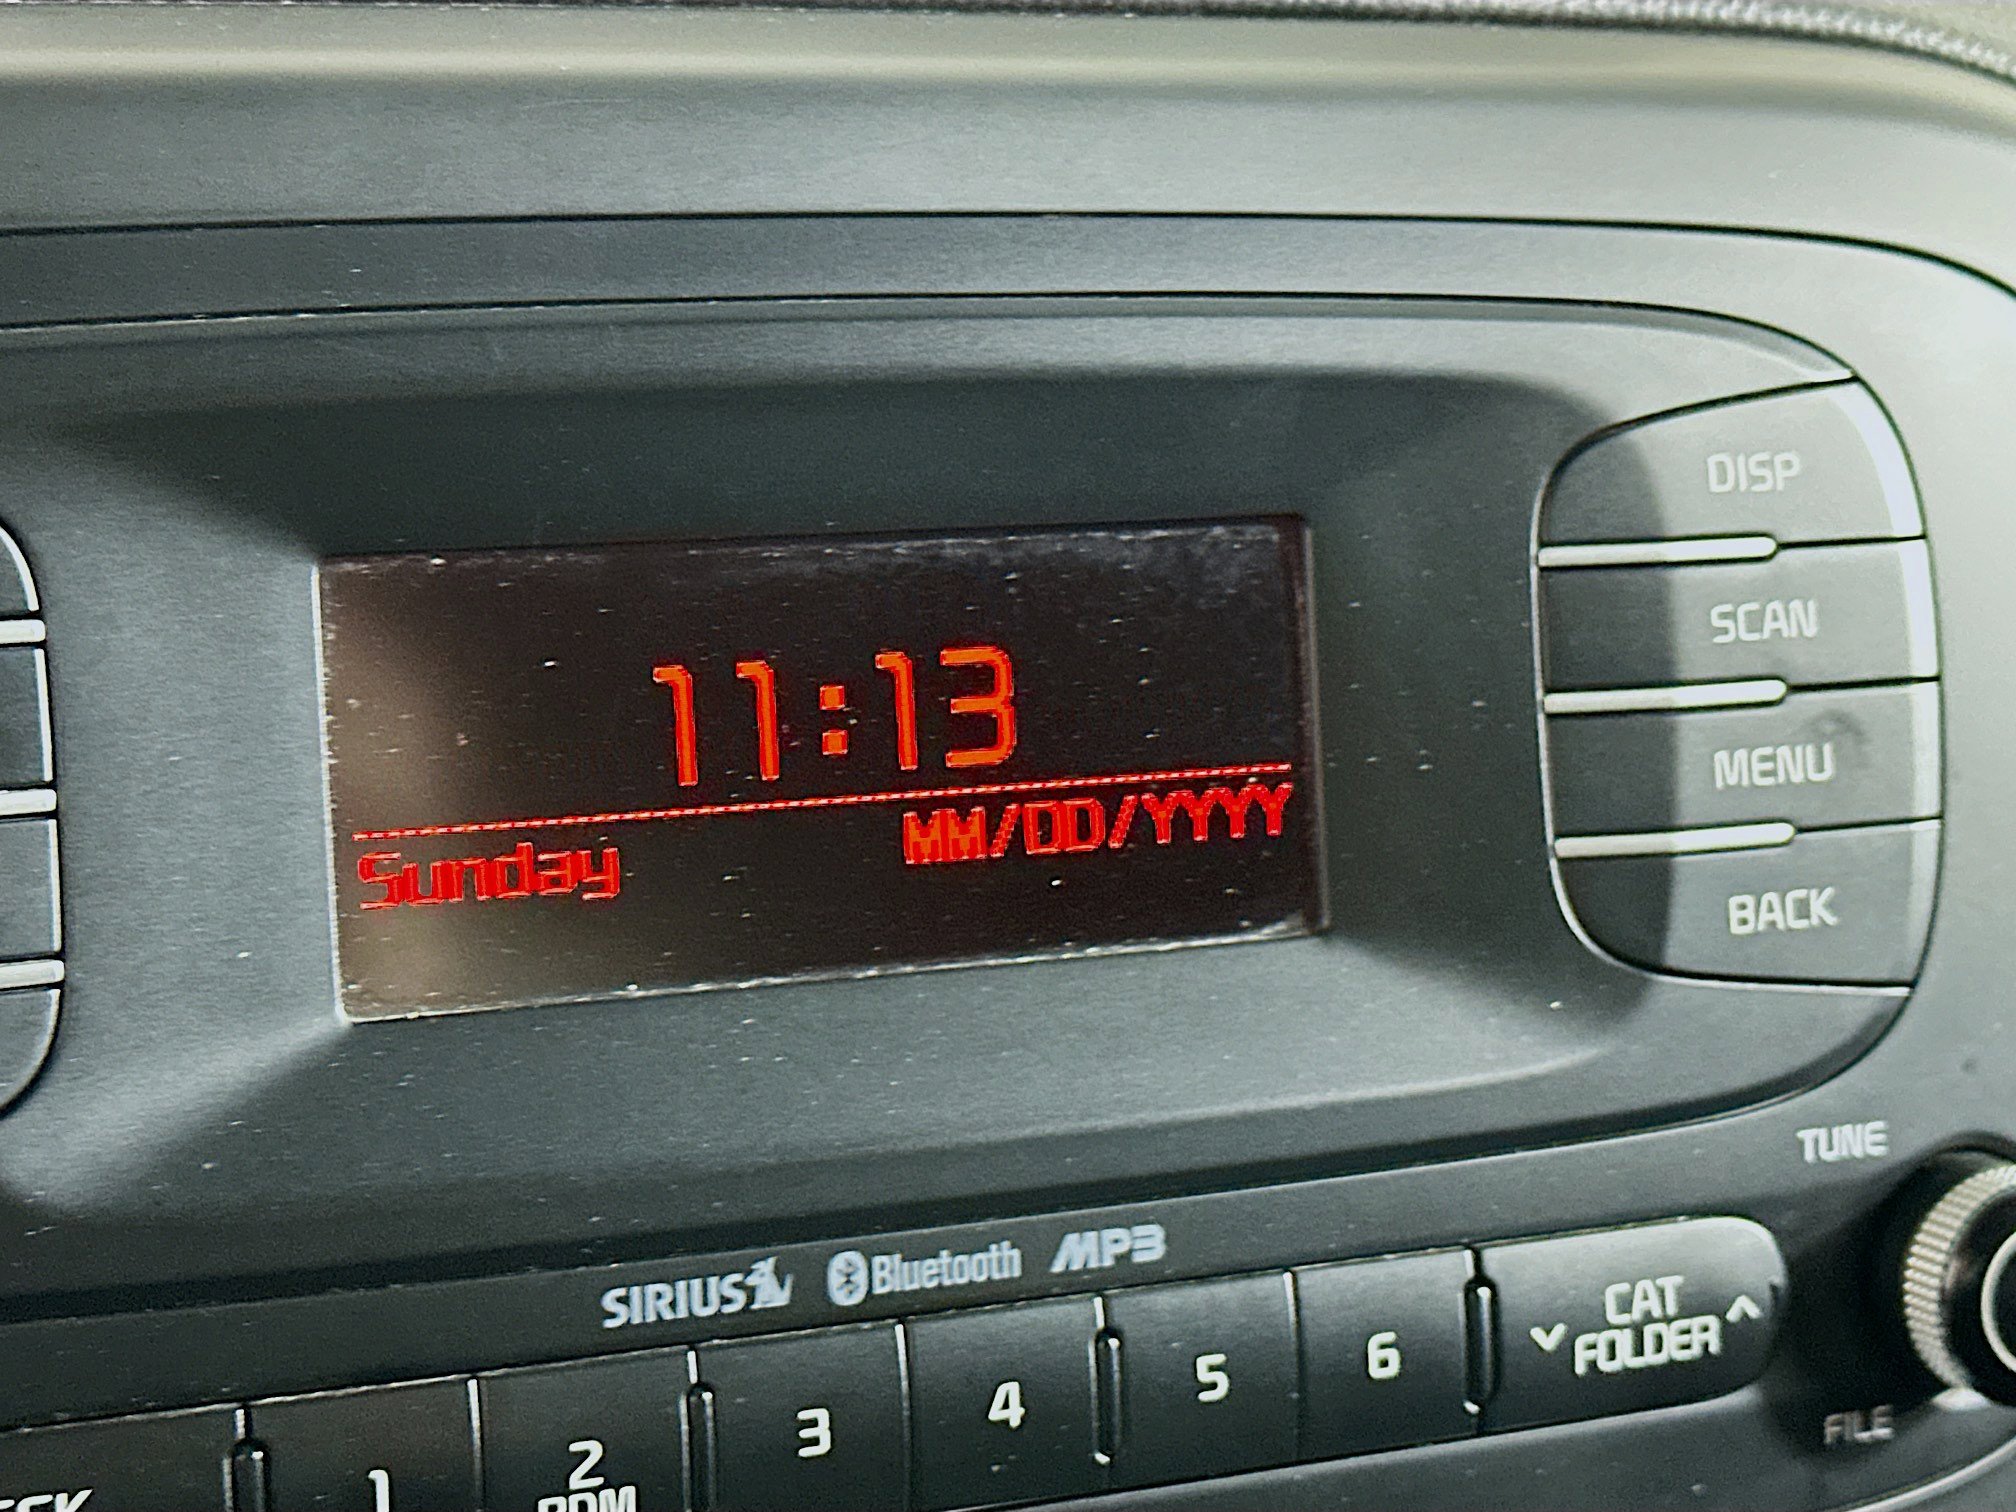 11:13
Sunday MM/DD/YYYY
DISP
SCAN
MENU
BACK
TUNE
SIRIUS Bluetooth MP3
1 2 3 4 5 6 CAT
FOLDER
FILE